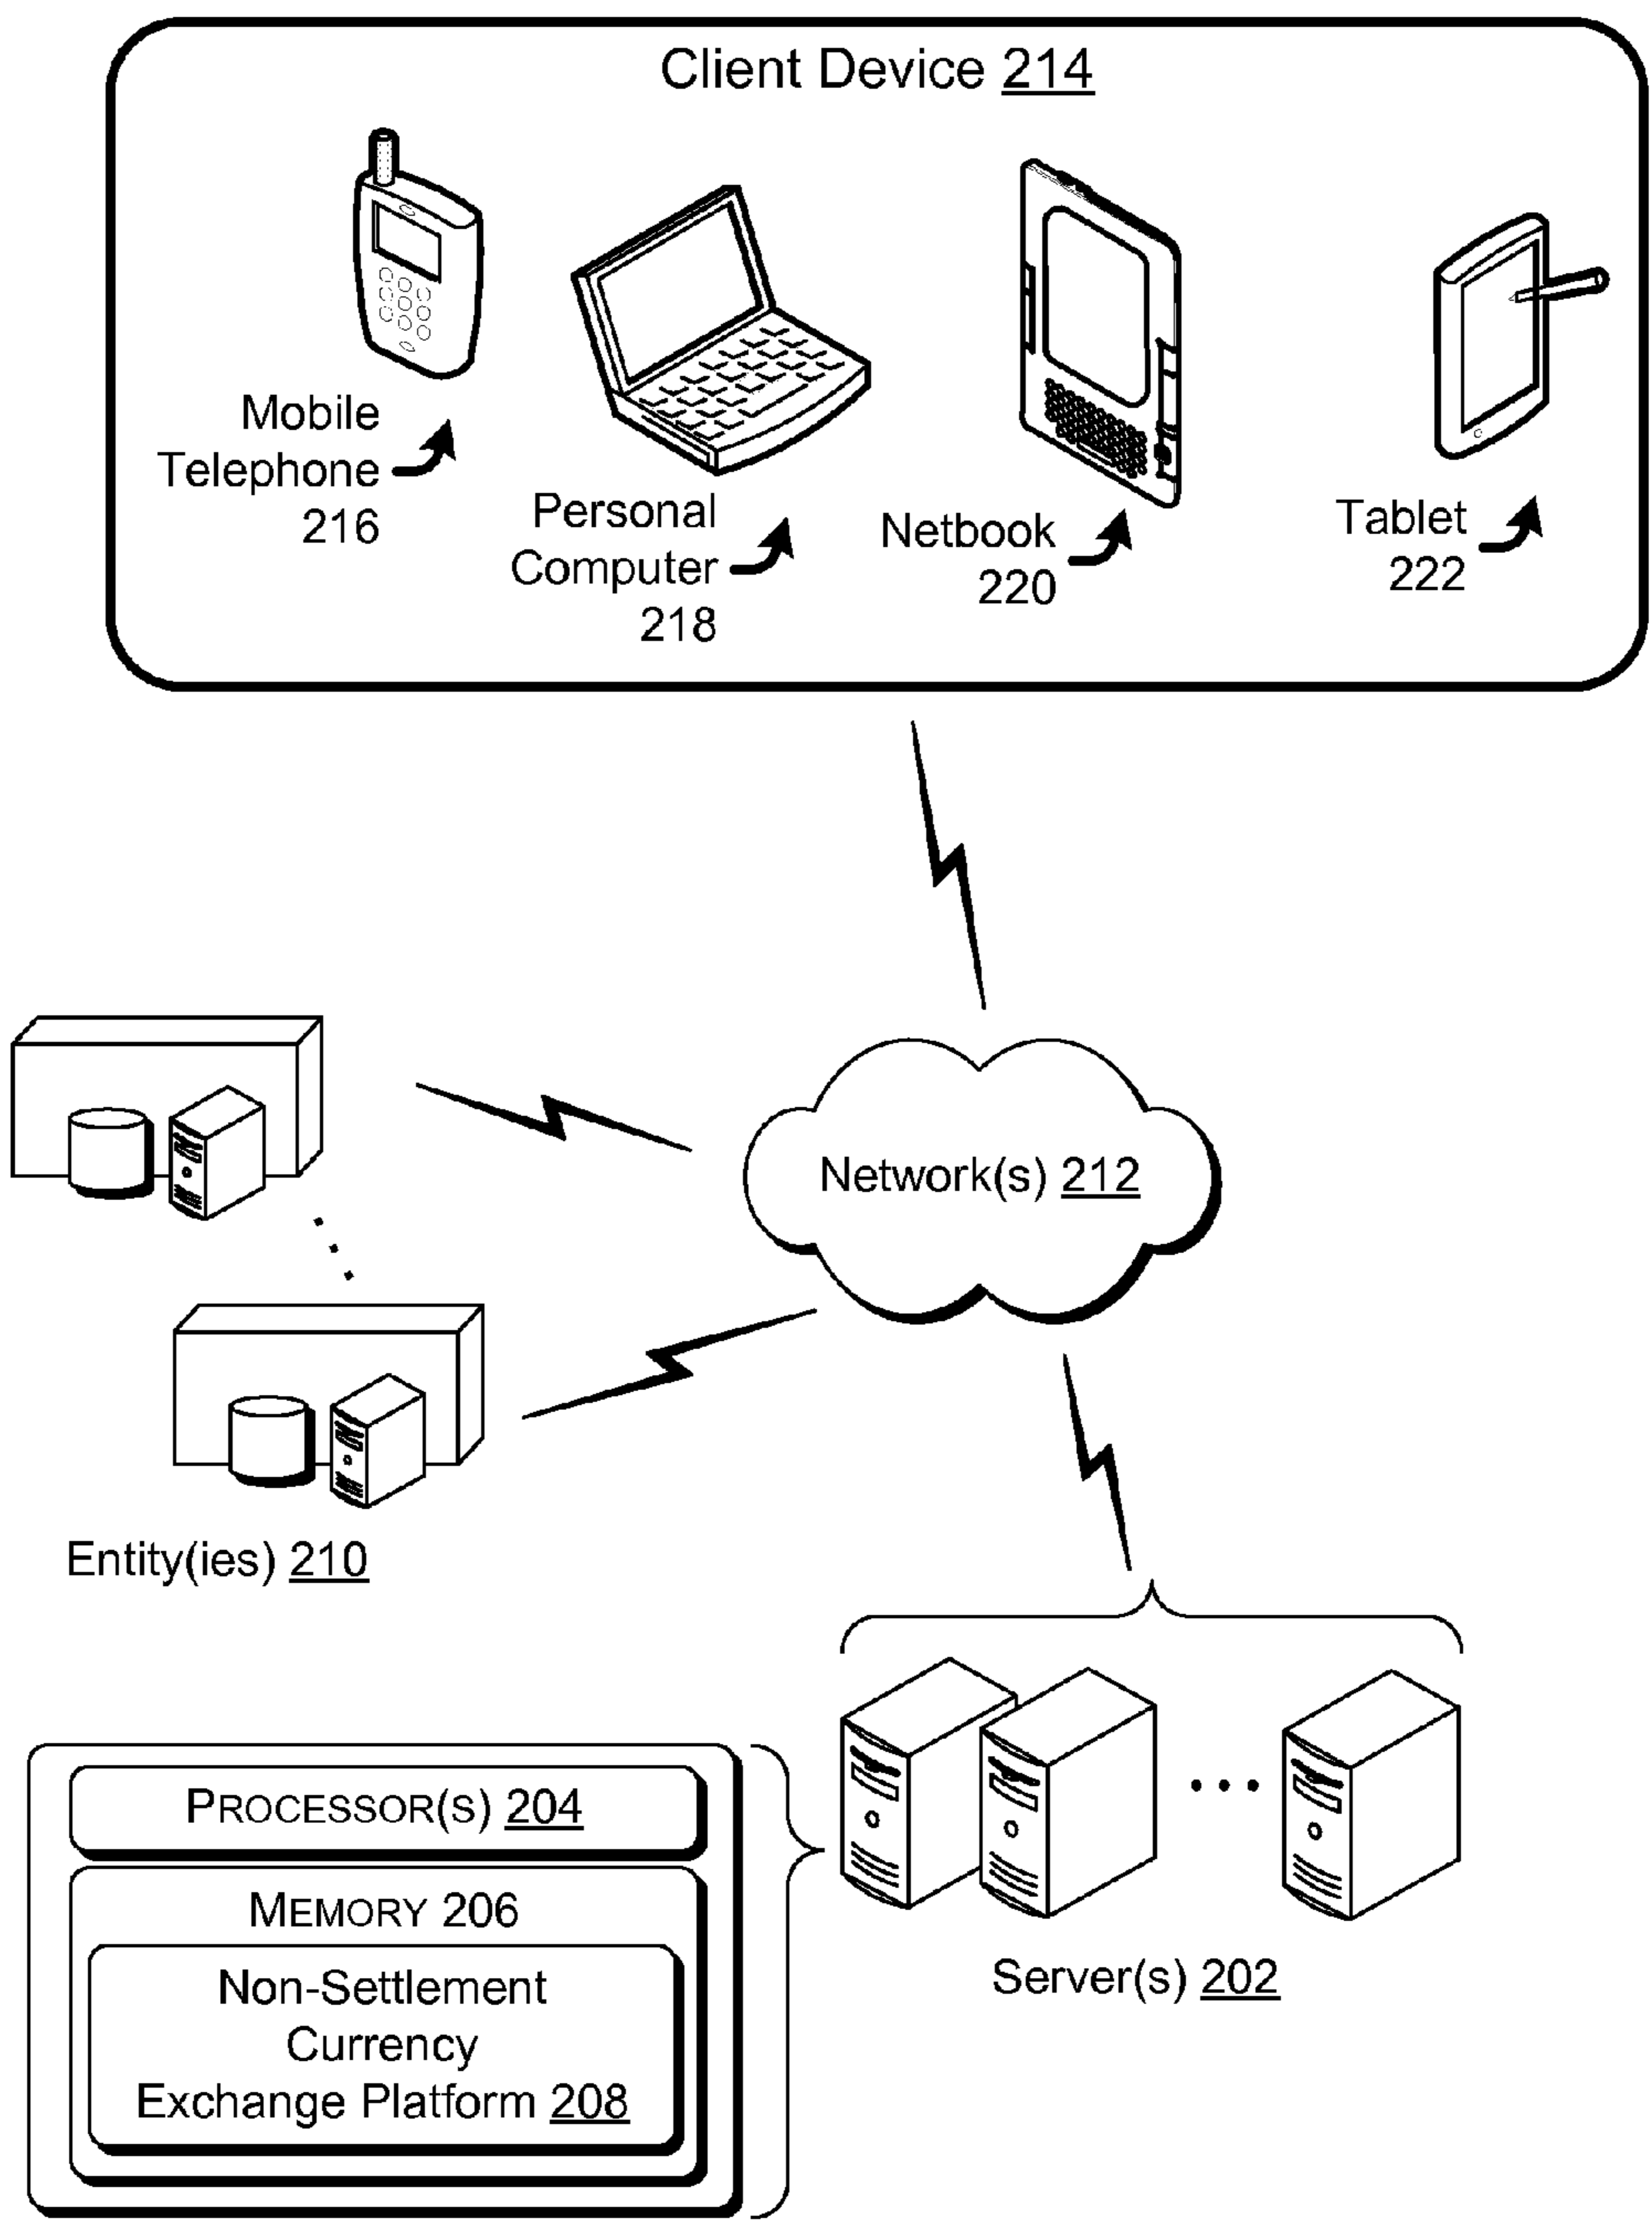 Client Device 214
Mobile
Telephone
216
Personal
Computer
218
Netbook
220
Tablet
222
Network(s) 212
Entity(ies) 210
PROCESSOR(S) 204
MEMORY 206
Non-Settlement
Currency
Exchange Platform 208
Server(s) 202